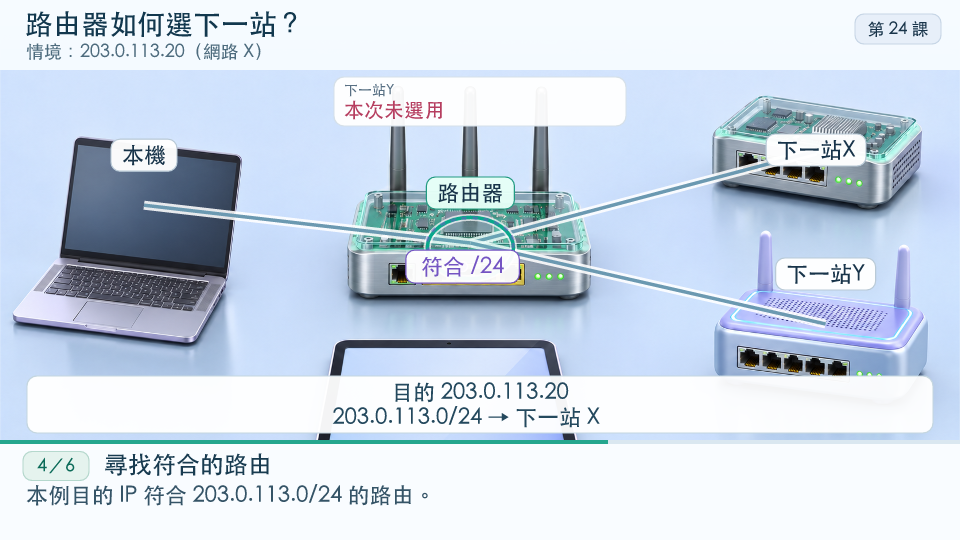 路由器如何選下一站？
情境：203.0.113.20（網路 X）
第 24 課
下一站Y
本次未選用
本機
下一站X
路由器
符合 /24
下一站Y
目的 203.0.113.20
203.0.113.0/24 → 下一站 X
4／6 尋找符合的路由
本例目的 IP 符合 203.0.113.0/24 的路由。